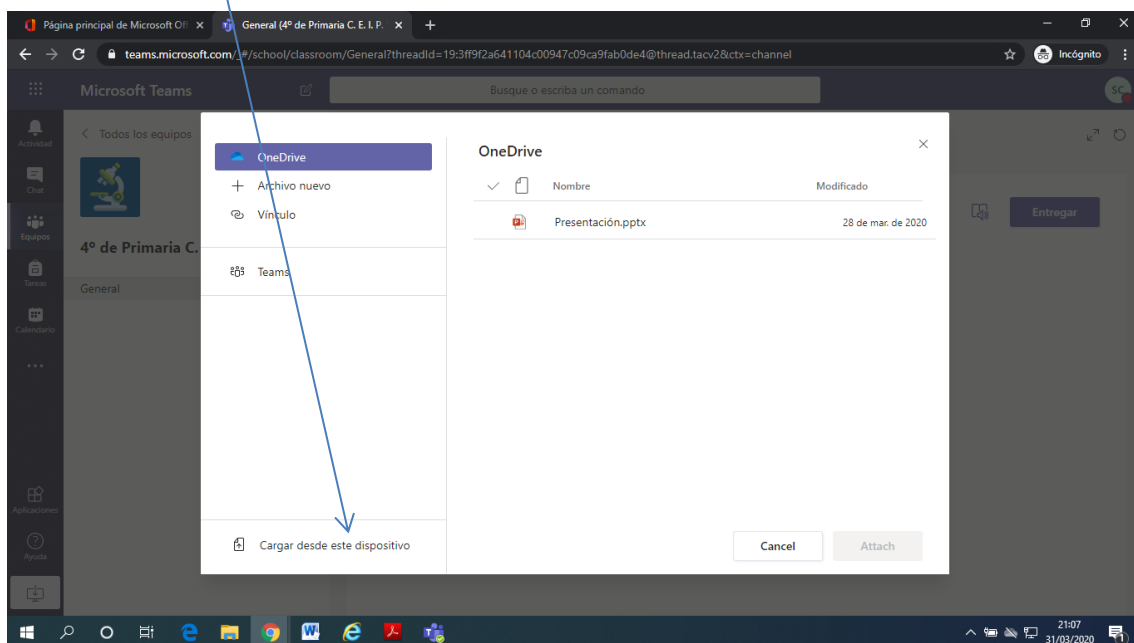 Página principal de Microsoft Off
General (4º de Primaria C. E. I. P.
teams.microsoft.com/_#/school/classroom/General?threadId=19:3ff9f2a641104c00947c09ca9fab0de4@thread.tacv2&ctx=channel
Incógnito
Microsoft Teams
Busque o escriba un comando
SC
Actividad
Chat
Equipos
Tareas
Calendario
Aplicaciones
Ayuda
Todos los equipos
4º de Primaria C.
General
OneDrive
Archivo nuevo
Vínculo
Teams
Cargar desde este dispositivo
OneDrive
Nombre Modificado
Presentación.pptx 28 de mar. de 2020
Cancel Attach
Entregar
21:07
31/03/2020